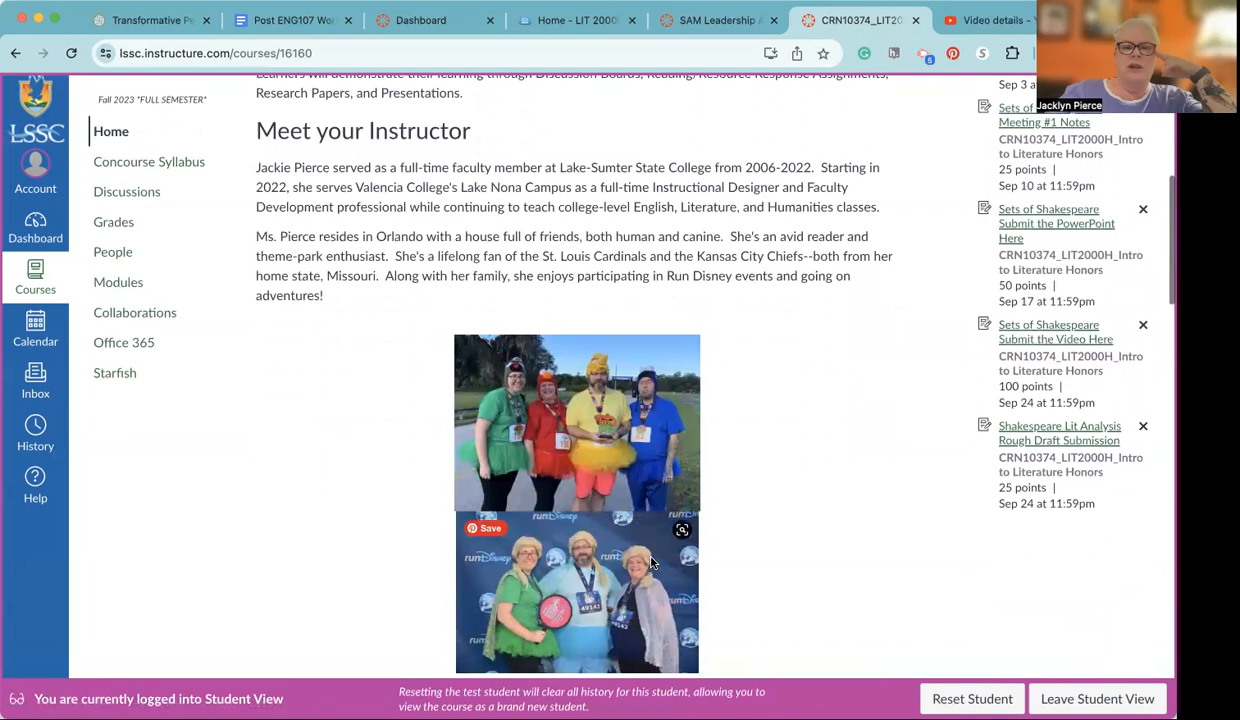 Transformative Pe
Post ENG107 Wor
Dashboard
Home - LIT 2000
SAM Leadership A
CRN10374_LIT20
Video details -
lssc.instructure.com/courses/16160
5
Jacklyn Pierce
LSSC
Account
Dashboard
Courses
Calendar
Inbox
History
Help
Fall 2023 *FULL SEMESTER*
Home
Concourse Syllabus
Discussions
Grades
People
Modules
Collaborations
Office 365
Starfish
Learners will demonstrate their learning through Discussion Boards, Reading/Resource Response Assignments,
Research Papers, and Presentations.
Meet your Instructor
Jackie Pierce served as a full-time faculty member at Lake-Sumter State College from 2006-2022. Starting in
2022, she serves Valencia College's Lake Nona Campus as a full-time Instructional Designer and Faculty
Development professional while continuing to teach college-level English, Literature, and Humanities classes.
Ms. Pierce resides in Orlando with a house full of friends, both human and canine. She's an avid reader and
theme-park enthusiast. She's a lifelong fan of the St. Louis Cardinals and the Kansas City Chiefs--both from her
home state, Missouri. Along with her family, she enjoys participating in Run Disney events and going on
adventures!
Save
runDisney
runDisney
runDisney
49142
Sep 3 a
Sets of
Meeting #1 Notes
CRN10374_LIT2000H_Intro
to Literature Honors
25 points |
Sep 10 at 11:59pm
Sets of Shakespeare
Submit the PowerPoint
Here
CRN10374_LIT2000H_Intro
to Literature Honors
50 points |
Sep 17 at 11:59pm
Sets of Shakespeare
Submit the Video Here
CRN10374_LIT2000H_Intro
to Literature Honors
100 points |
Sep 24 at 11:59pm
Shakespeare Lit Analysis
Rough Draft Submission
CRN10374_LIT2000H_Intro
to Literature Honors
25 points |
Sep 24 at 11:59pm
You are currently logged into Student View
Resetting the test student will clear all history for this student, allowing you to
view the course as a brand new student.
Reset Student
Leave Student View